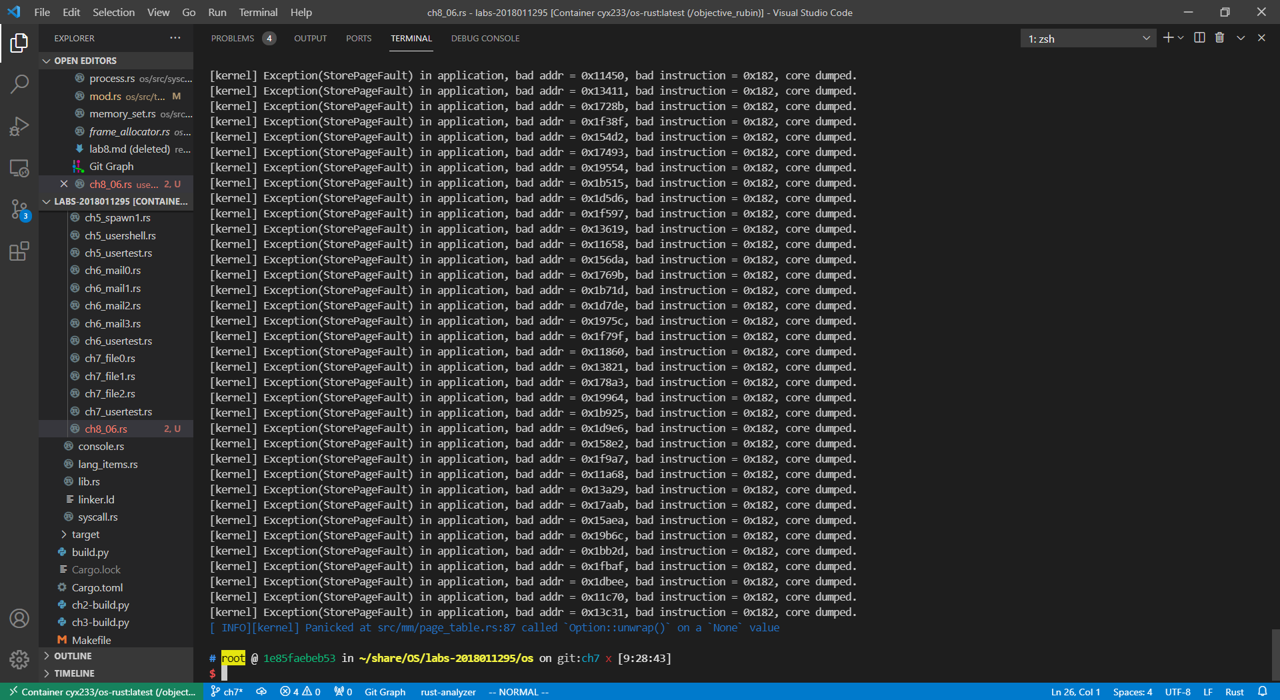 File Edit Selection View Go Run Terminal Help ch8_06.rs - labs-2018011295 [Container cyx233/os-rust:latest (/objective_rubin)] - Visual Studio Code
EXPLORER ···
OPEN EDITORS
process.rs os/src/sysc...
mod.rs os/src/t... M
memory_set.rs os/src...
frame_allocator.rs os...
lab8.md (deleted) re...
Git Graph
ch8_06.rs use... 2, U
LABS-2018011295 [CONTAINE...
ch5_spawn1.rs
ch5_usershell.rs
ch5_usertest.rs
ch6_mail0.rs
ch6_mail1.rs
ch6_mail2.rs
ch6_mail3.rs
ch6_usertest.rs
ch7_file0.rs
ch7_file1.rs
ch7_file2.rs
ch7_usertest.rs
ch8_06.rs 2, U
console.rs
lang_items.rs
lib.rs
linker.ld
syscall.rs
target
build.py
Cargo.lock
Cargo.toml
ch2-build.py
ch3-build.py
Makefile
OUTLINE
TIMELINE
3
PROBLEMS 4 OUTPUT PORTS TERMINAL DEBUG CONSOLE 1: zsh
[kernel] Exception(StorePageFault) in application, bad addr = 0x11450, bad instruction = 0x182, core dumped.
[kernel] Exception(StorePageFault) in application, bad addr = 0x13411, bad instruction = 0x182, core dumped.
[kernel] Exception(StorePageFault) in application, bad addr = 0x1728b, bad instruction = 0x182, core dumped.
[kernel] Exception(StorePageFault) in application, bad addr = 0x1f38f, bad instruction = 0x182, core dumped.
[kernel] Exception(StorePageFault) in application, bad addr = 0x154d2, bad instruction = 0x182, core dumped.
[kernel] Exception(StorePageFault) in application, bad addr = 0x17493, bad instruction = 0x182, core dumped.
[kernel] Exception(StorePageFault) in application, bad addr = 0x19554, bad instruction = 0x182, core dumped.
[kernel] Exception(StorePageFault) in application, bad addr = 0x1b515, bad instruction = 0x182, core dumped.
[kernel] Exception(StorePageFault) in application, bad addr = 0x1d5d6, bad instruction = 0x182, core dumped.
[kernel] Exception(StorePageFault) in application, bad addr = 0x1f597, bad instruction = 0x182, core dumped.
[kernel] Exception(StorePageFault) in application, bad addr = 0x13619, bad instruction = 0x182, core dumped.
[kernel] Exception(StorePageFault) in application, bad addr = 0x11658, bad instruction = 0x182, core dumped.
[kernel] Exception(StorePageFault) in application, bad addr = 0x156da, bad instruction = 0x182, core dumped.
[kernel] Exception(StorePageFault) in application, bad addr = 0x1769b, bad instruction = 0x182, core dumped.
[kernel] Exception(StorePageFault) in application, bad addr = 0x1b71d, bad instruction = 0x182, core dumped.
[kernel] Exception(StorePageFault) in application, bad addr = 0x1d7de, bad instruction = 0x182, core dumped.
[kernel] Exception(StorePageFault) in application, bad addr = 0x1975c, bad instruction = 0x182, core dumped.
[kernel] Exception(StorePageFault) in application, bad addr = 0x1f79f, bad instruction = 0x182, core dumped.
[kernel] Exception(StorePageFault) in application, bad addr = 0x11860, bad instruction = 0x182, core dumped.
[kernel] Exception(StorePageFault) in application, bad addr = 0x13821, bad instruction = 0x182, core dumped.
[kernel] Exception(StorePageFault) in application, bad addr = 0x178a3, bad instruction = 0x182, core dumped.
[kernel] Exception(StorePageFault) in application, bad addr = 0x19964, bad instruction = 0x182, core dumped.
[kernel] Exception(StorePageFault) in application, bad addr = 0x1b925, bad instruction = 0x182, core dumped.
[kernel] Exception(StorePageFault) in application, bad addr = 0x1d9e6, bad instruction = 0x182, core dumped.
[kernel] Exception(StorePageFault) in application, bad addr = 0x158e2, bad instruction = 0x182, core dumped.
[kernel] Exception(StorePageFault) in application, bad addr = 0x1f9a7, bad instruction = 0x182, core dumped.
[kernel] Exception(StorePageFault) in application, bad addr = 0x11a68, bad instruction = 0x182, core dumped.
[kernel] Exception(StorePageFault) in application, bad addr = 0x13a29, bad instruction = 0x182, core dumped.
[kernel] Exception(StorePageFault) in application, bad addr = 0x17aab, bad instruction = 0x182, core dumped.
[kernel] Exception(StorePageFault) in application, bad addr = 0x15aea, bad instruction = 0x182, core dumped.
[kernel] Exception(StorePageFault) in application, bad addr = 0x19b6c, bad instruction = 0x182, core dumped.
[kernel] Exception(StorePageFault) in application, bad addr = 0x1bb2d, bad instruction = 0x182, core dumped.
[kernel] Exception(StorePageFault) in application, bad addr = 0x1fbaf, bad instruction = 0x182, core dumped.
[kernel] Exception(StorePageFault) in application, bad addr = 0x1dbee, bad instruction = 0x182, core dumped.
[kernel] Exception(StorePageFault) in application, bad addr = 0x11c70, bad instruction = 0x182, core dumped.
[kernel] Exception(StorePageFault) in application, bad addr = 0x13c31, bad instruction = 0x182, core dumped.
[ INFO][kernel] Panicked at src/mm/page_table.rs:87 called `Option::unwrap()` on a `None` value
# root @ 1e85faebeb53 in ~/share/OS/labs-2018011295/os on git:ch7 x [9:28:43]
$
Container cyx233/os-rust:latest (/objec... ch7* 4 0 0 Git Graph rust-analyzer -- NORMAL -- Ln 26, Col 1 Spaces: 4 UTF-8 LF Rust